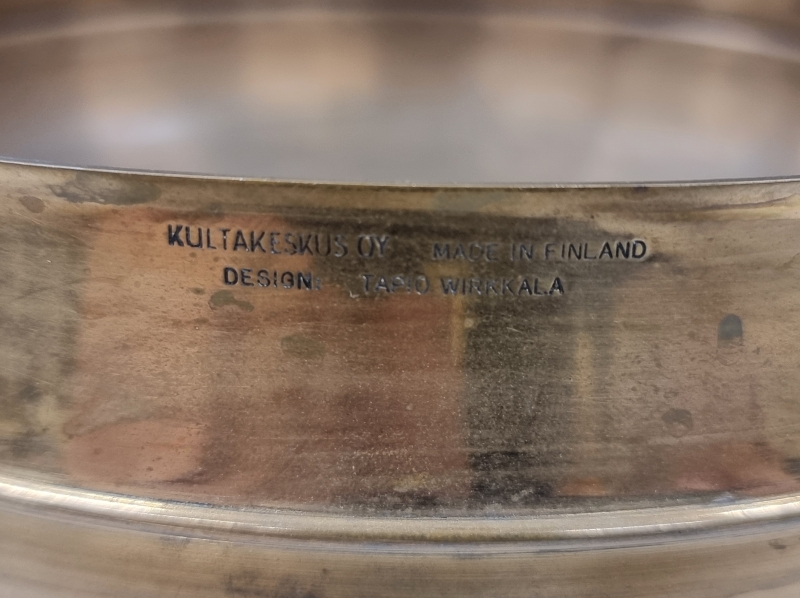 KULTAKESKUS OY MADE IN FINLAND
DESIGN: TAPIO WIRKKALA